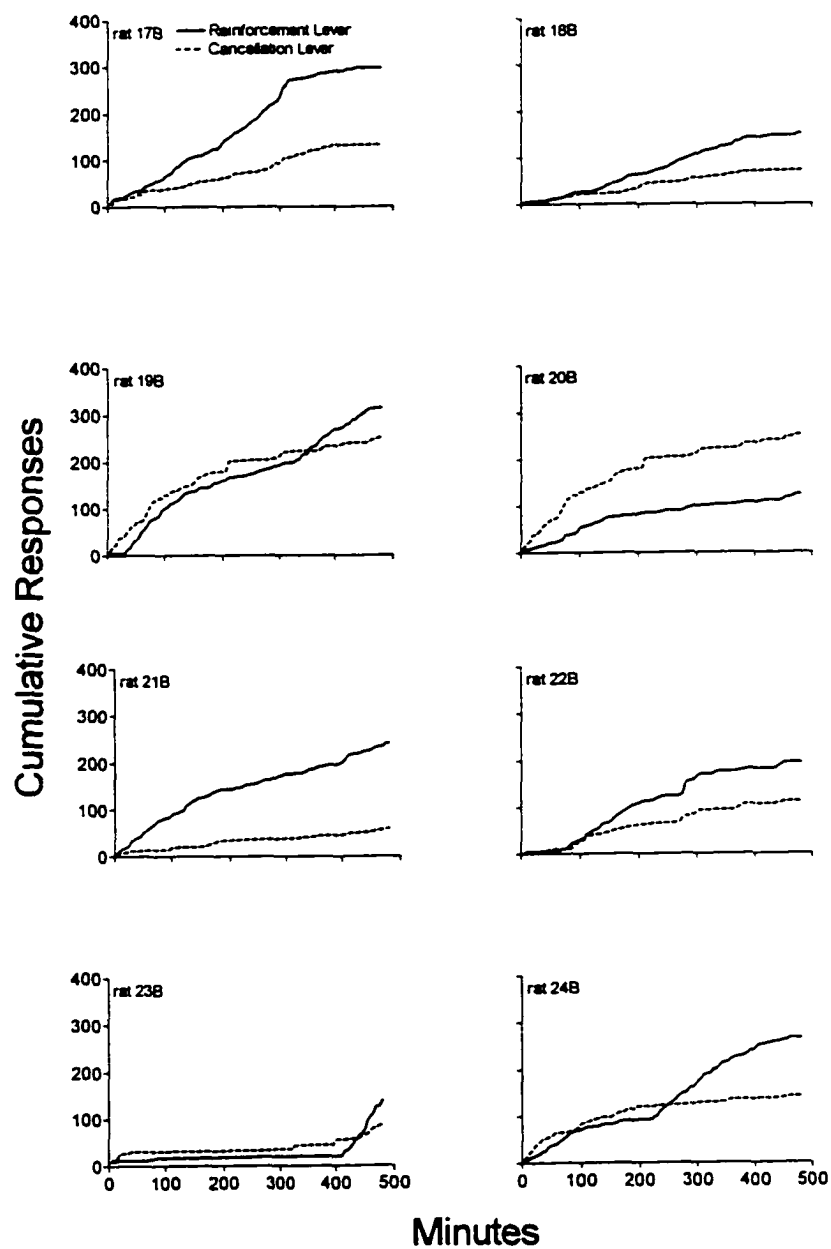 400
300
200
100
0
rat 17B
Reinforcement Lever
Cancellation Lever
rat 18B
400
300
200
100
0
rat 19B
rat 20B
Cumulative Responses
400
300
200
100
0
rat 21B
rat 22B
400
300
200
100
0
rat 23B
rat 24B
0 100 200 300 400 500
0 100 200 300 400 500
Minutes